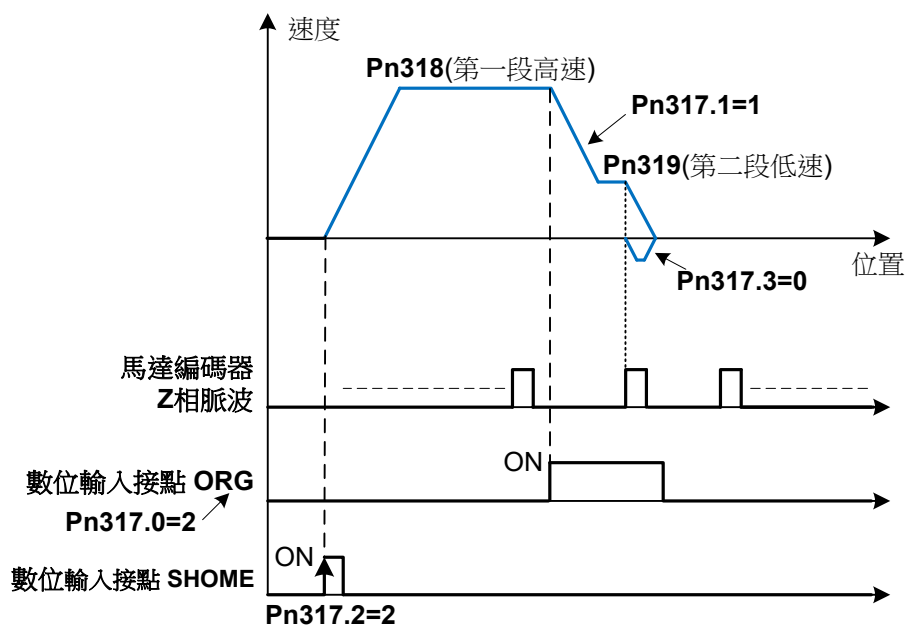 速度
Pn318(第一段高速)
Pn317.1=1
Pn319(第二段低速)
位置
Pn317.3=0
馬達編碼器
Z相脈波
ON
數位輸入接點 ORG
Pn317.0=2
ON
數位輸入接點 SHOME
Pn317.2=2